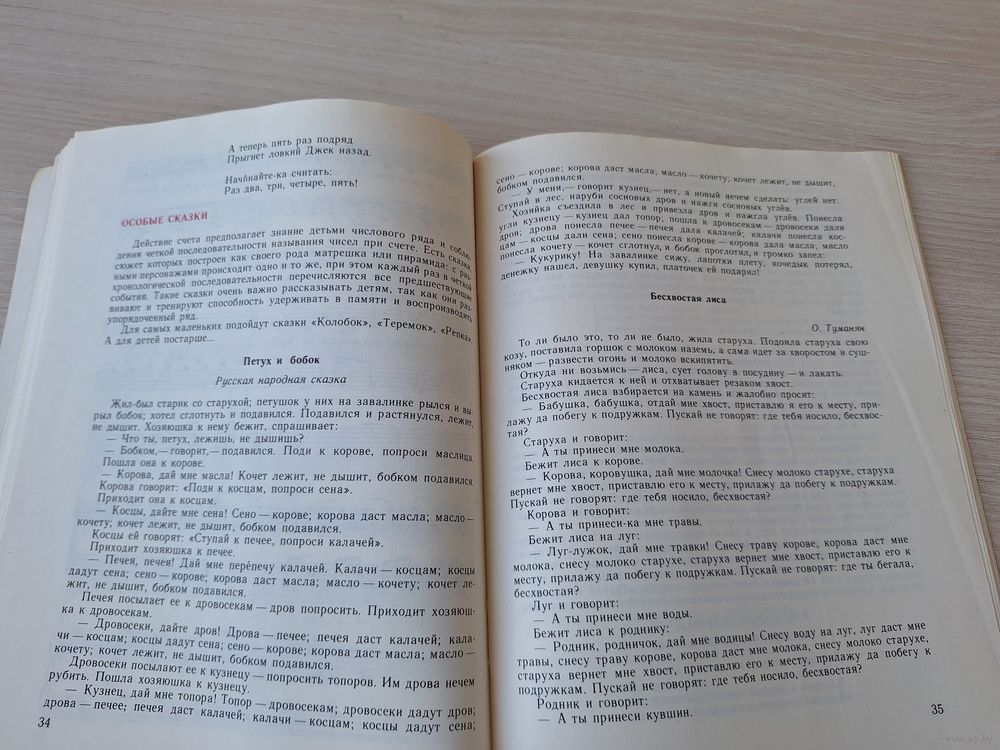 А теперь пять раз подряд
Прыгнет ловкий Джек назад.
Начинайте-ка считать:
Раз два, три, четыре, пять!
ОСОБЫЕ СКАЗКИ
Действие счета предполагает знание детьми числового ряда и соблю-
дения четкой последовательности называния чисел при счете. Есть сказки,
сюжет которых построен как своего рода матрешка или пирамида: с раз-
ными персонажами происходит одно и то же, при этом каждый раз в четкой
хронологической последовательности перечисляются все предшествующие
события. Такие сказки очень важно рассказывать детям, так как они раз-
вивают и тренируют способность удерживать в памяти и воспроизводить
упорядоченный ряд.
Для самых маленьких подойдут сказки «Колобок», «Теремок», «Репка»
А для детей постарше...
Петух и бобок
Русская народная сказка
Жил-был старик со старухой; петушок у них на завалинке рылся и вы-
рыл бобок; хотел сглотнуть и подавился. Подавился и растянулся, лежит,
не дышит. Хозяюшка к нему бежит, спрашивает:
— Что ты, петух, лежишь, не дышишь?
— Бобком,— говорит,— подавился. Поди к корове, попроси маслица.
Пошла она к корове.
— Корова, дай мне масла! Кочет лежит, не дышит, бобком подавился.
Корова говорит: «Поди к косцам, попроси сена».
Приходит она к косцам.
— Косцы, дайте мне сена! Сено — корове; корова даст масла; масло —
кочету; кочет лежит, не дышит, бобком подавился.
Косцы ей говорят: «Ступай к печее, попроси калачей».
Приходит хозяюшка к печее.
— Печея, печея! Дай мне перéпечу калачей. Калачи — косцам; косцы
дадут сена; сено — корове; корова даст масла; масло — кочету; кочет ле-
жит, не дышит, бобком подавился.
Печея посылает ее к дровосекам — дров попросить. Приходит хозяюш-
ка к дровосекам.
— Дровосеки, дайте дров! Дрова — печее; печея даст калачей; кала-
чи — косцам; косцы дадут сена; сено — корове; корова даст масла; масло —
кочету; кочет лежит, не дышит, бобком подавился.
Дровосеки посылают ее к кузнецу — попросить топоров. Им дрова нечем
рубить. Пошла хозяюшка к кузнецу.
— Кузнец, дай мне топора! Топор — дровосекам; дровосеки дадут дров;
дрова — печее; печея даст калачей; калачи — косцам; косцы дадут сена;
34
сено — корове; корова даст масла; масло — кочету; кочет лежит, не дышит,
бобком подавился.
— У меня,— говорит кузнец,— нет, а новый нечем сделать: углей нет.
Ступай в лес, наруби сосновых дров и нажги сосновых углёв.
Хозяйка съездила в лес и привезла дров и нажгла углёв. Понесла
угли кузнецу — кузнец дал топор; пошла к дровосекам — дровосеки дали
дров; дрова понесла печее — печея дала калачей; калачи понесла кос-
цам — косцы дали сена; сено понесла корове — корова дала масла; масло
понесла кочету — кочет сглотнул, и бобок проглотил, и громко запел:
— Кукурику! На завалинке сижу, лапотки плету, кочедык потерял,
денежку нашел, девушку купил, платочек ей подарил!
Бесхвостая лиса
О. Туманян
То ли было это, то ли не было, жила старуха. Подоила старуха свою
козу, поставила горшок с молоком наземь, а сама идет за хворостом и суш-
няком — развести огонь и молоко вскипятить.
Откуда ни возьмись — лиса, сует голову в посудину — и лакать.
Старуха кидается к ней и отхватывает резаком хвост.
Бесхвостая лиса взбирается на камень и жалобно просит:
— Бабушка, бабушка, отдай мне хвост, приставлю я его к месту, при-
лажу да побегу к подружкам. Пускай не говорят: где тебя носило, бесхвос-
тая?
Старуха и говорит:
— А ты принеси мне молока.
Бежит лиса к корове.
— Корова, коровушка, дай мне молочка! Снесу молоко старухе, старуха
вернет мне хвост, приставлю его к месту, прилажу да побегу к подружкам.
Пускай не говорят: где тебя носило, бесхвостая?
Корова и говорит:
— А ты принеси-ка мне травы.
Бежит лиса на луг:
— Луг-лужок, дай мне травки! Снесу траву корове, корова даст мне
молока, снесу молоко старухе, старуха вернет мне хвост, приставлю его к
месту, прилажу да побегу к подружкам. Пускай не говорят: где ты бегала,
бесхвостая?
Луг и говорит:
— А ты принеси мне воды.
Бежит лиса к роднику:
— Родник, родничок, дай мне водицы! Снесу воду на луг, луг даст мне
травы, снесу траву корове, корова даст мне молока, снесу молоко старухе,
старуха вернет мне хвост, приставлю его к месту, прилажу да побегу к
подружкам. Пускай не говорят: где тебя носило, бесхвостая?
Родник и говорит:
— А ты принеси кувшин.
35
www.ay.by